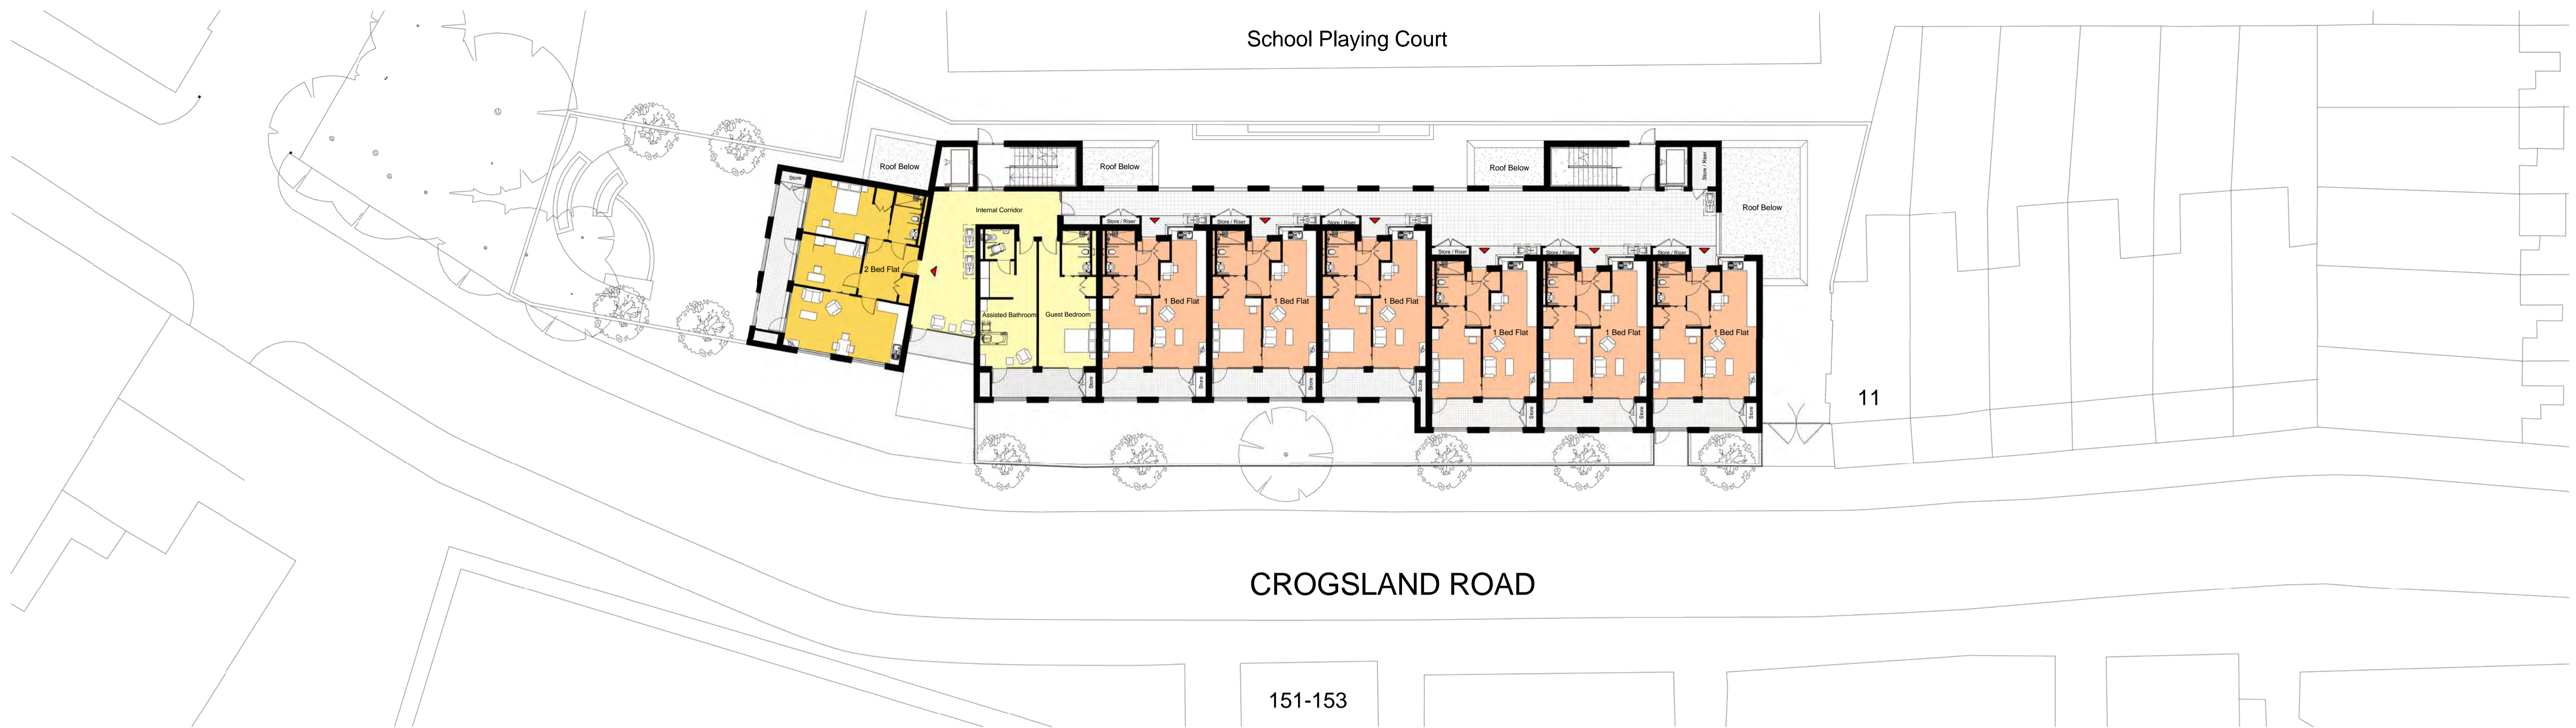 School Playing Court
Roof Below
Roof Below
Roof Below
Store / Riser
Store
Roof Below
Internal Corridor
Store / Riser
Store / Riser
Store / Riser
Store / Riser
Store / Riser
Store / Riser
2 Bed Flat
1 Bed Flat
1 Bed Flat
1 Bed Flat
Assisted Bathroom
Guest Bedroom
1 Bed Flat
1 Bed Flat
1 Bed Flat
Store
Store
Store
Store
Store
Store
Store
11
CROGSLAND ROAD
151-153